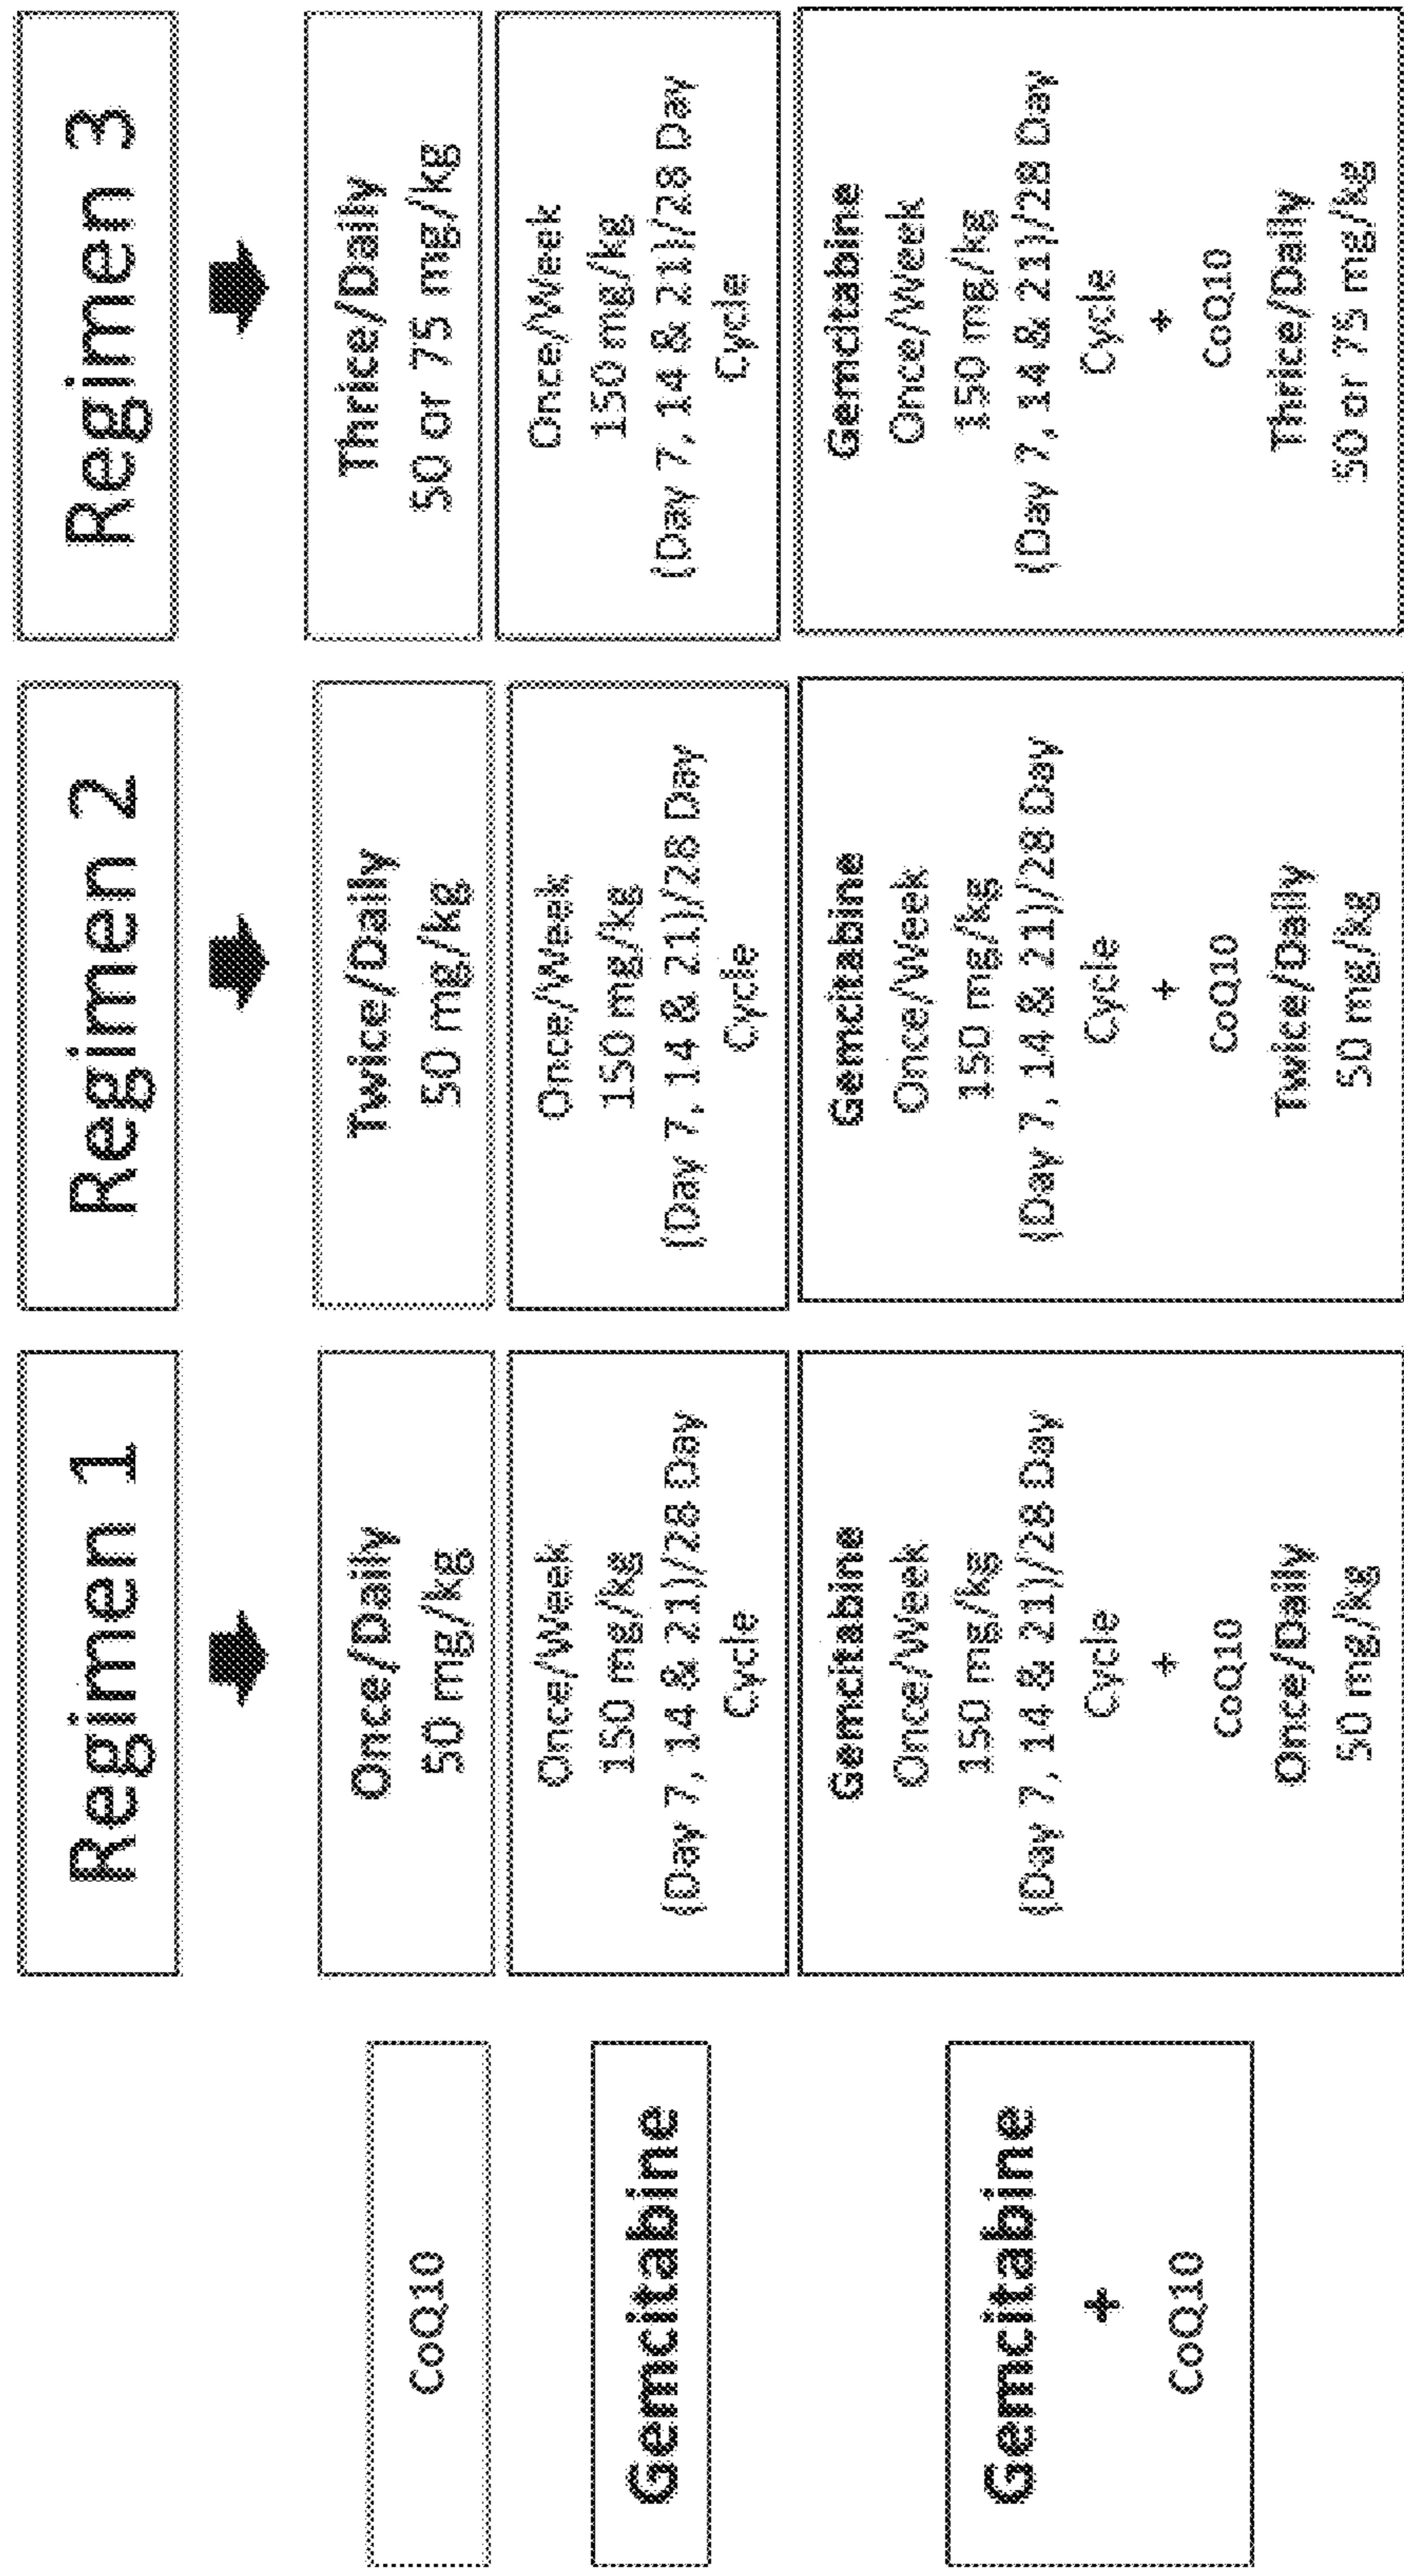 Regimen 1
Regimen 2
Regimen 3
CoQ10
Once/Daily
50 mg/kg
Twice/Daily
50 mg/kg
Thrice/Daily
50 or 75 mg/kg
Gemcitabine
Once/Week
150 mg/kg
(Day 7, 14 & 21)/28 Day
Cycle
Once/Week
150 mg/kg
(Day 7, 14 & 21)/28 Day
Cycle
Once/Week
150 mg/kg
(Day 7, 14 & 21)/28 Day
Cycle
Gemcitabine
+
CoQ10
Gemcitabine
Once/Week
150 mg/kg
(Day 7, 14 & 21)/28 Day
Cycle
+
CoQ10
Once/Daily
50 mg/kg
Gemcitabine
Once/Week
150 mg/kg
(Day 7, 14 & 21)/28 Day
Cycle
+
CoQ10
Twice/Daily
50 mg/kg
Gemcitabine
Once/Week
150 mg/kg
(Day 7, 14 & 21)/28 Day
Cycle
+
CoQ10
Thrice/Daily
50 or 75 mg/kg